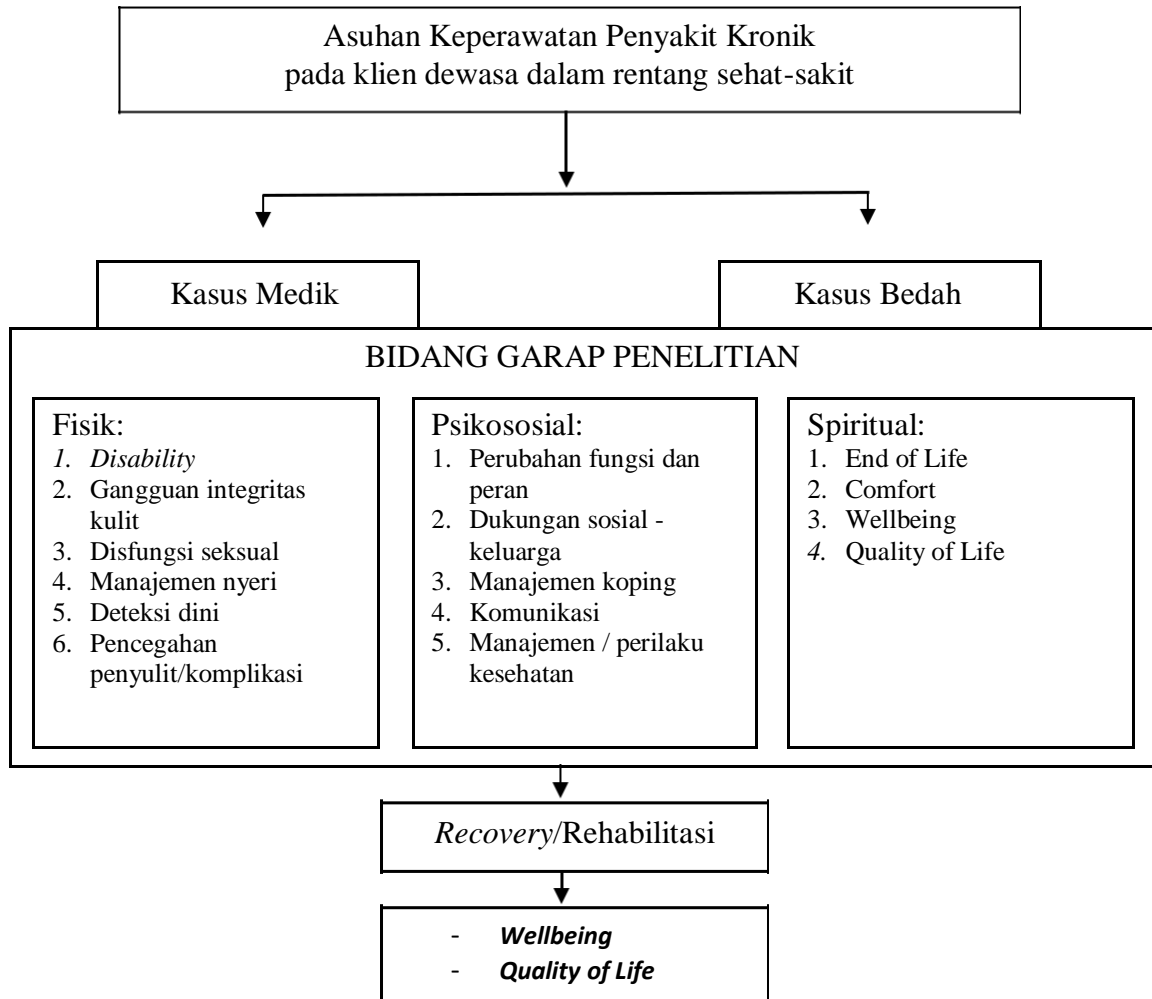 Asuhan Keperawatan Penyakit Kronik
pada klien dewasa dalam rentang sehat-sakit
Kasus Medik
Kasus Bedah
BIDANG GARAP PENELITIAN
Fisik:
1. Disability
2. Gangguan integritas
kulit
3. Disfungsi seksual
4. Manajemen nyeri
5. Deteksi dini
6. Pencegahan
penyulit/komplikasi
Psikososial:
1. Perubahan fungsi dan
peran
2. Dukungan sosial -
keluarga
3. Manajemen koping
4. Komunikasi
5. Manajemen / perilaku
kesehatan
Spiritual:
1. End of Life
2. Comfort
3. Wellbeing
4. Quality of Life
Recovery/Rehabilitasi
- Wellbeing
- Quality of Life